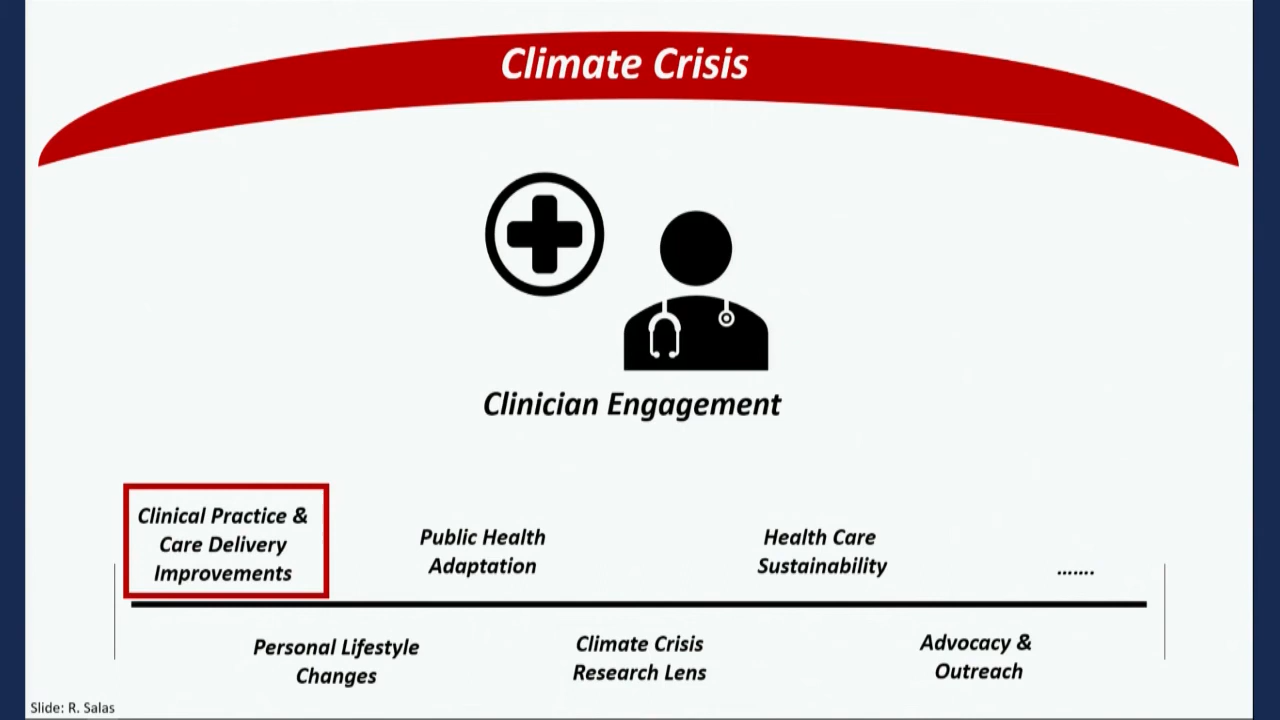 Climate Crisis
Clinician Engagement
Clinical Practice &
Care Delivery
Improvements
Public Health
Adaptation
Health Care
Sustainability
.......
Personal Lifestyle
Changes
Climate Crisis
Research Lens
Advocacy &
Outreach
Slide: R. Salas